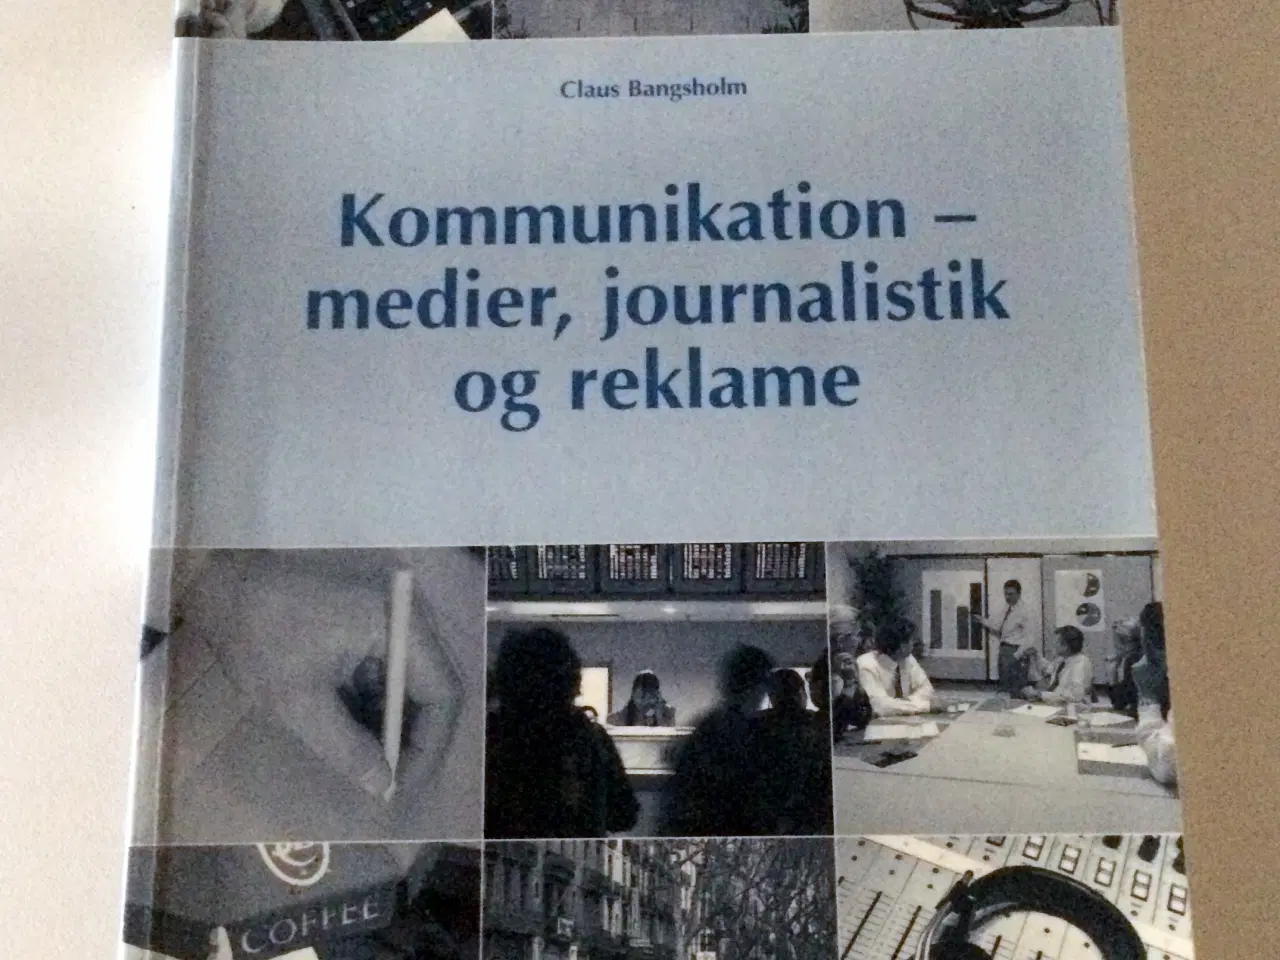 Claus Bangsholm
Kommunikation –
medier, journalistik
og reklame
COFFEE